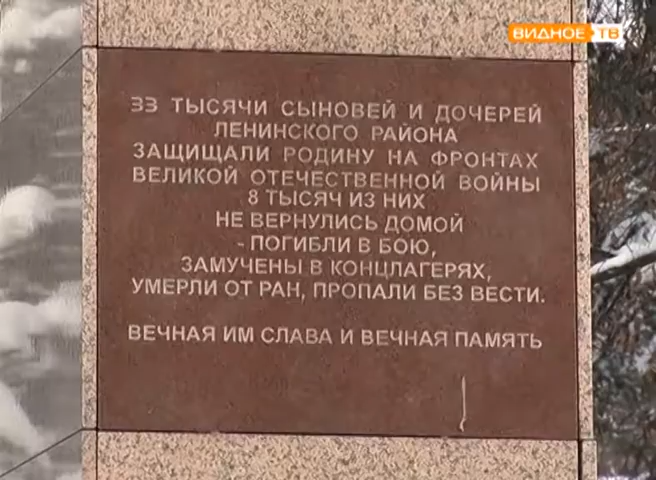 ВИДНОЕ ТВ
33 ТЫСЯЧИ СЫНОВЕЙ И ДОЧЕРЕЙ
ЛЕНИНСКОГО РАЙОНА
ЗАЩИЩАЛИ РОДИНУ НА ФРОНТАХ
ВЕЛИКОЙ ОТЕЧЕСТВЕННОЙ ВОЙНЫ
8 ТЫСЯЧ ИЗ НИХ
НЕ ВЕРНУЛИСЬ ДОМОЙ
- ПОГИБЛИ В БОЮ,
ЗАМУЧЕНЫ В КОНЦЛАГЕРЯХ,
УМЕРЛИ ОТ РАН, ПРОПАЛИ БЕЗ ВЕСТИ.
ВЕЧНАЯ ИМ СЛАВА И ВЕЧНАЯ ПАМЯТЬ